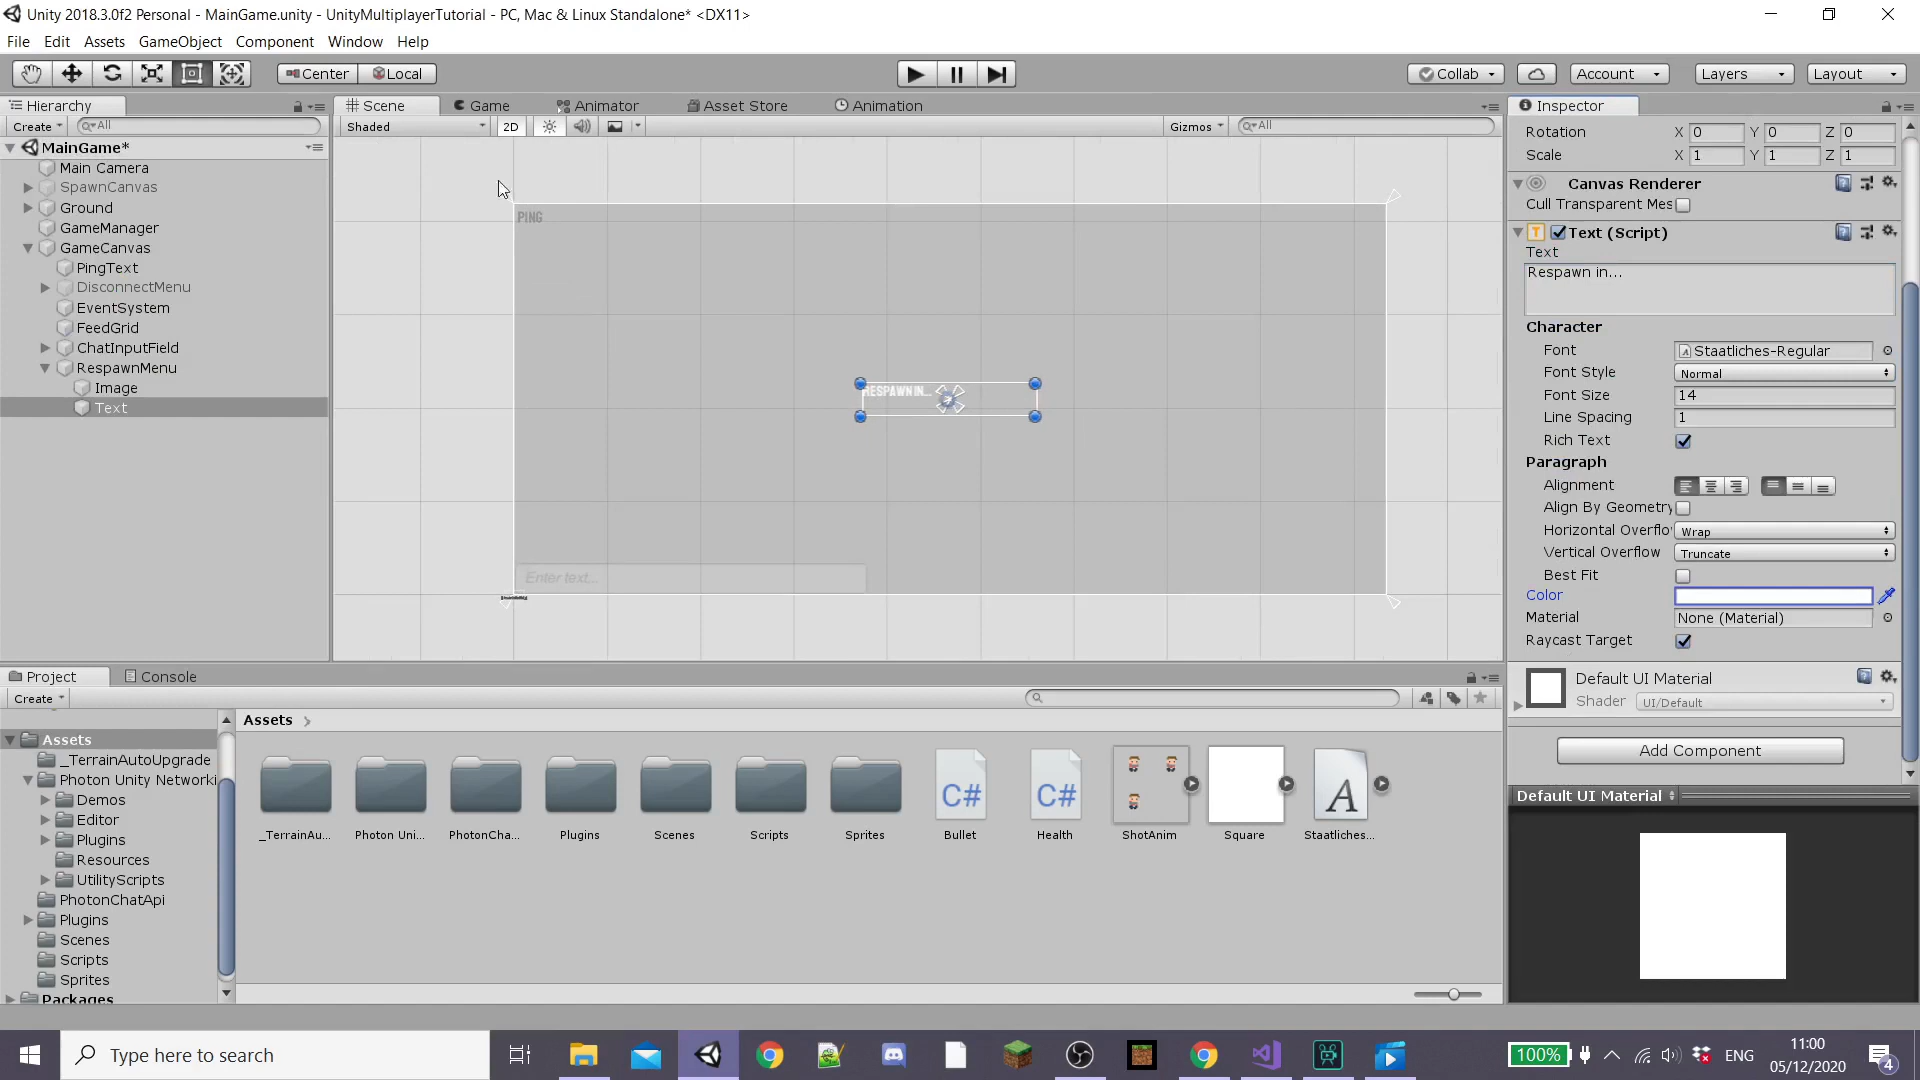 Unity 2018.3.0f2 Personal - MainGame.unity - UnityMultiplayerTutorial - PC, Mac & Linux Standalone* <DX11>
File Edit Assets GameObject Component Window Help
Center Local Collab Account Layers Layout
Hierarchy Scene Game Animator Asset Store Animation Inspector
Create All Shaded 2D Gizmos All
Rotation X 0 Y 0 Z 0
MainGame*
Scale X 1 Y 1 Z 1
Main Camera
SpawnCanvas
Ground
GameManager
GameCanvas
PingText
DisconnectMenu
EventSystem
FeedGrid
ChatInputField
RespawnMenu
Image
Text
PING
RESPAWN IN...
Enter text...
Canvas Renderer
Cull Transparent Mes
Text (Script)
Text
Respawn in...
Character
Font Staatliches-Regular
Font Style Normal
Font Size 14
Line Spacing 1
Rich Text
Paragraph
Alignment
Align By Geometry
Horizontal Overflo Wrap
Vertical Overflow Truncate
Best Fit
Color
Material None (Material)
Raycast Target
Default UI Material
Shader UI/Default
Add Component
Default UI Material
Project Console
Create
Assets
Assets
_TerrainAutoUpgrade
Photon Unity Networki
Demos
Editor
Plugins
Resources
UtilityScripts
PhotonChatApi
Plugins
Scenes
Scripts
Sprites
Packages
C# C# A
_TerrainAu... Photon Uni... PhotonCha... Plugins Scenes Scripts Sprites Bullet Health ShotAnim Square Staatliches...
Type here to search
100% ENG 11:00
05/12/2020 4